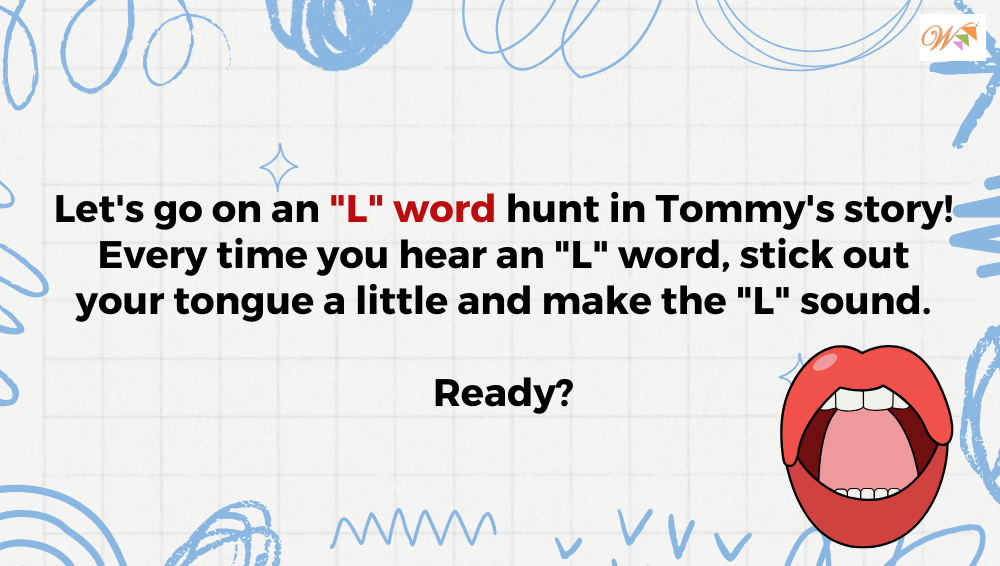 W
Let's go on an "L" word hunt in Tommy's story!
Every time you hear an "L" word, stick out
your tongue a little and make the "L" sound.
Ready?